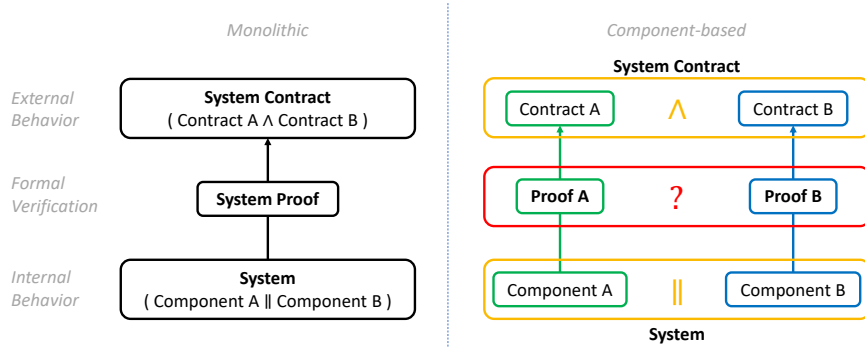 Monolithic
Component-based
External
Behavior
System Contract
( Contract A ∧ Contract B )
System Contract
Contract A
∧
Contract B
Formal
Verification
System Proof
Proof A
?
Proof B
Internal
Behavior
System
( Component A ∥ Component B )
Component A
∥
Component B
System